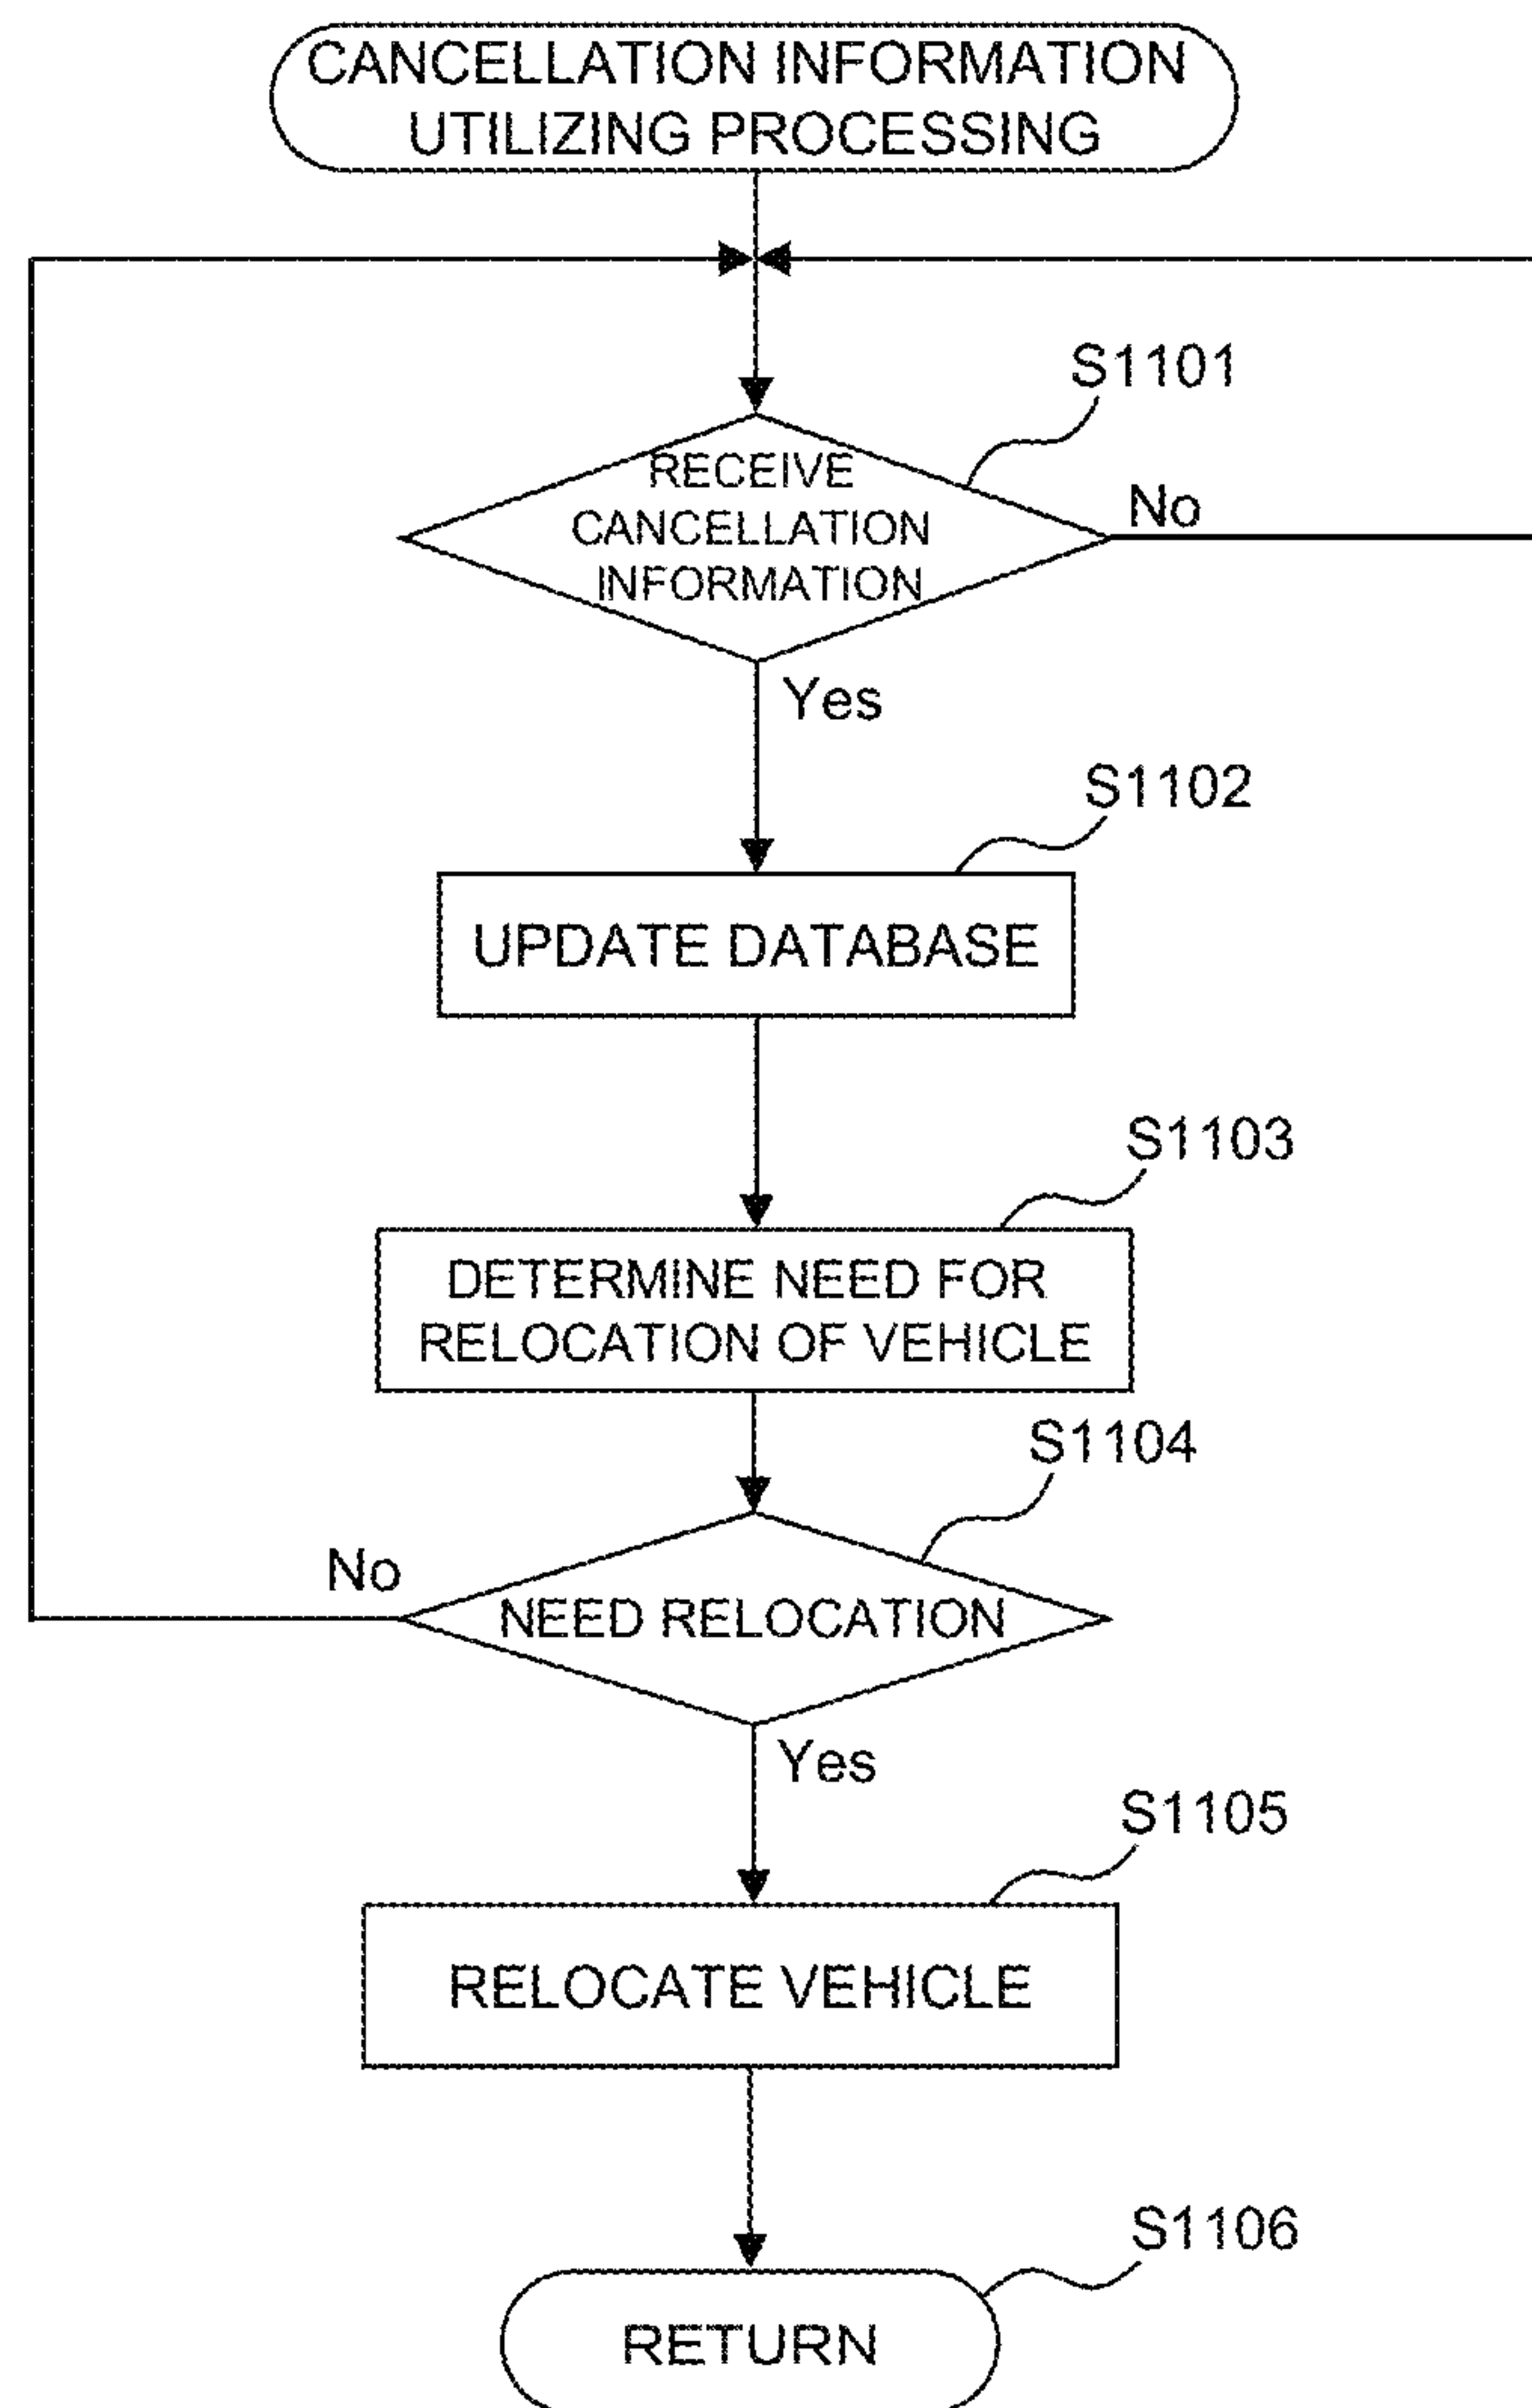 CANCELLATION INFORMATION
UTILIZING PROCESSING
S1101
RECEIVE
CANCELLATION
INFORMATION
No
Yes
S1102
UPDATE DATABASE
S1103
DETERMINE NEED FOR
RELOCATION OF VEHICLE
S1104
No
NEED RELOCATION
Yes
S1105
RELOCATE VEHICLE
S1106
RETURN